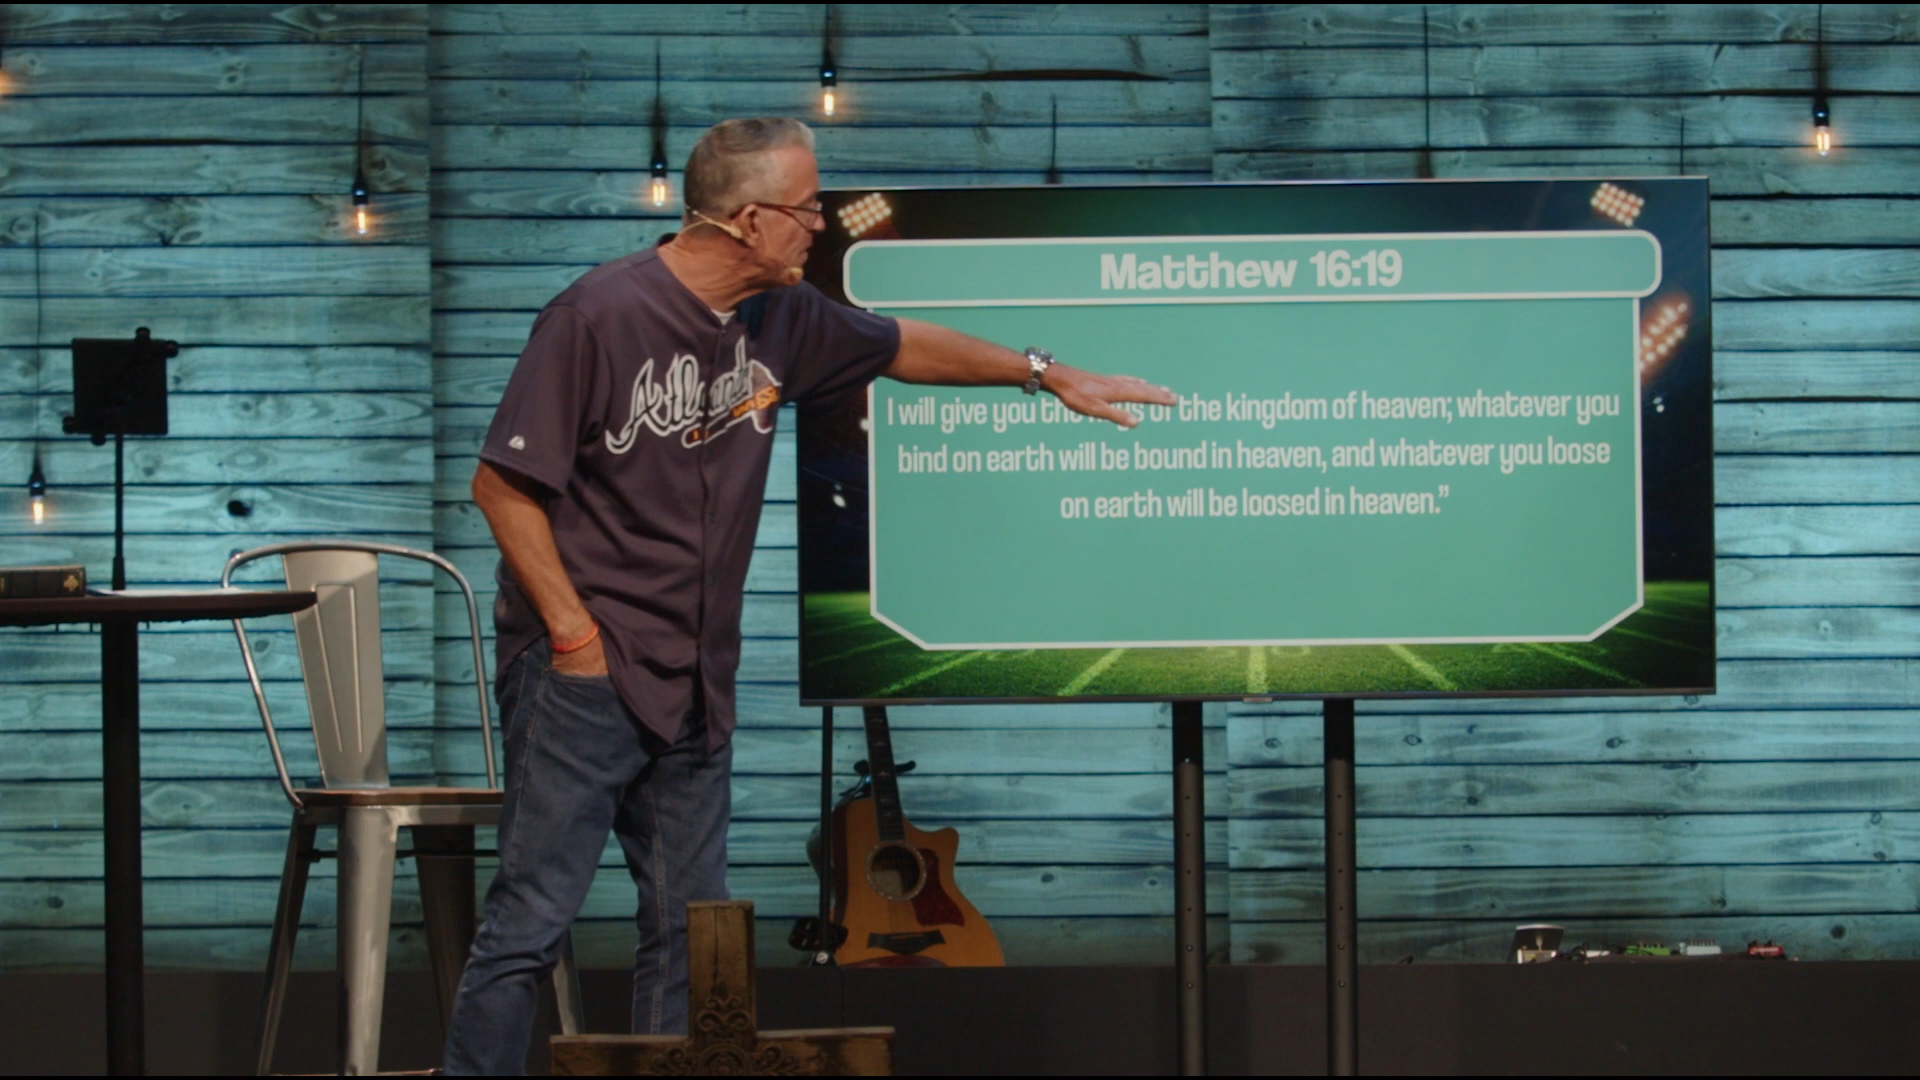 Matthew 16:19
I will give you the keys of the kingdom of heaven; whatever you
bind on earth will be bound in heaven, and whatever you loose
on earth will be loosed in heaven.”